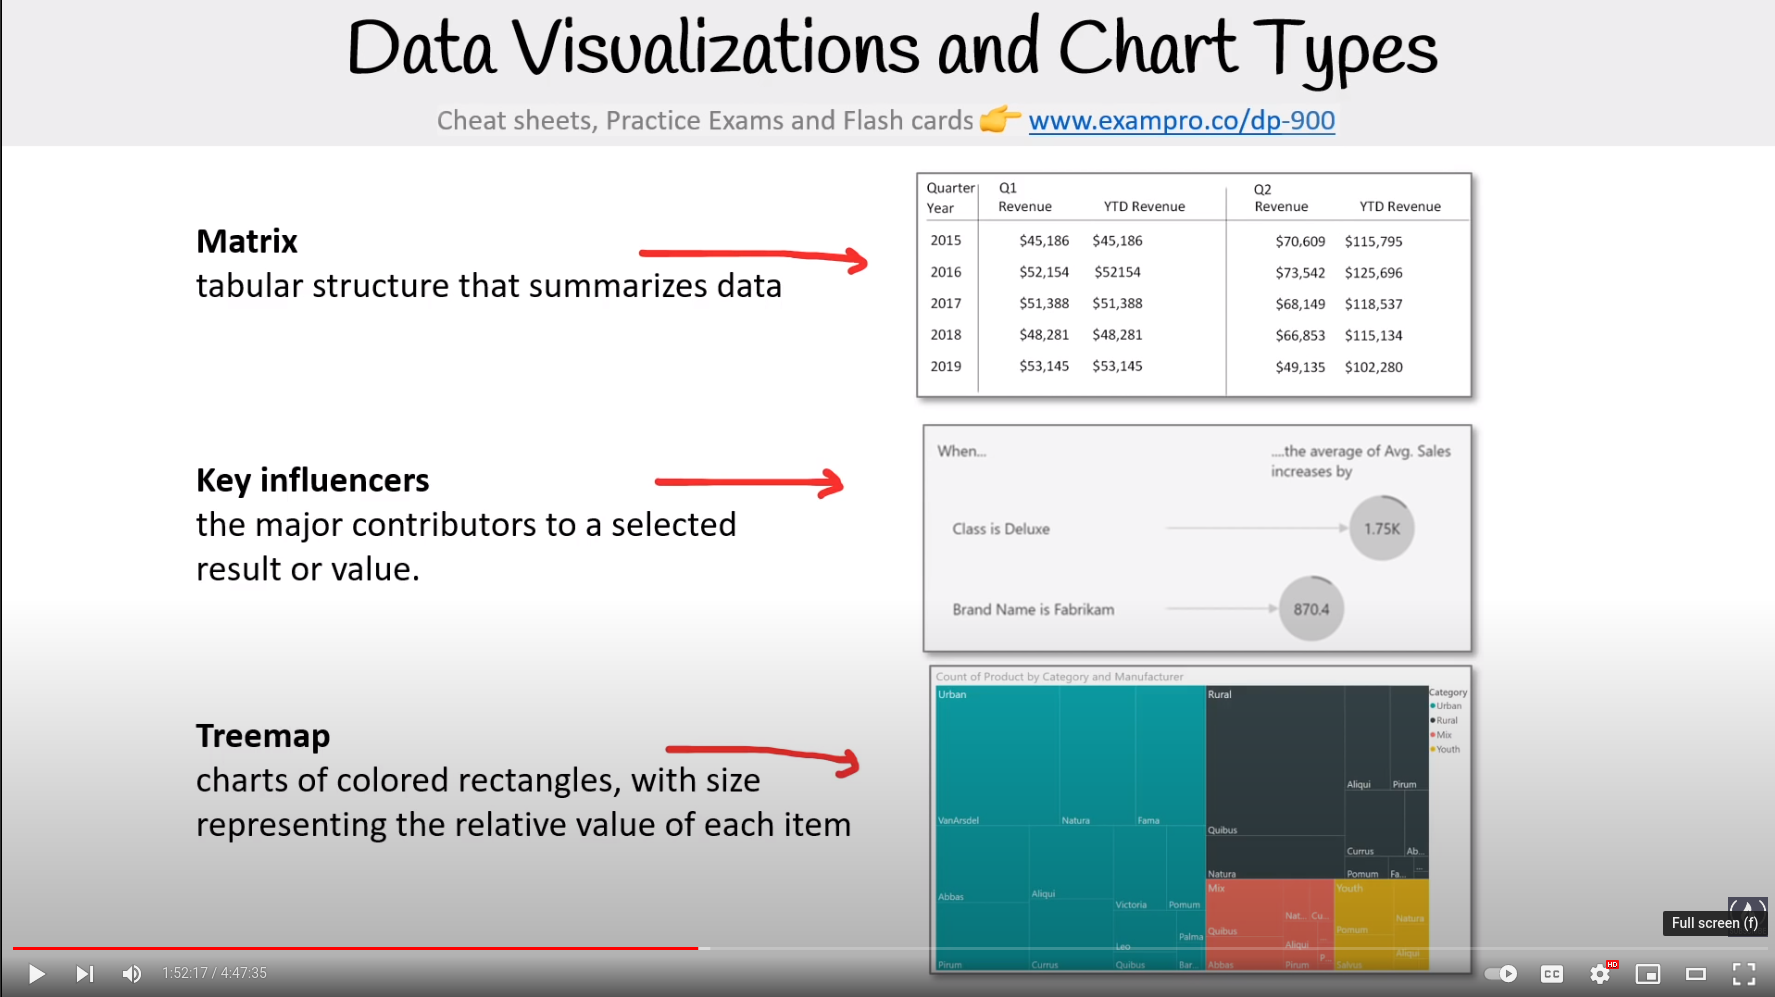 Data Visualizations and Chart Types
Cheat sheets, Practice Exams and Flash cards 👉 www.exampro.co/dp-900
Matrix
tabular structure that summarizes data
Quarter Q1 Q2
Year Revenue YTD Revenue Revenue YTD Revenue
2015 $45,186 $45,186 $70,609 $115,795
2016 $52,154 $52154 $73,542 $125,696
2017 $51,388 $51,388 $68,149 $118,537
2018 $48,281 $48,281 $66,853 $115,134
2019 $53,145 $53,145 $49,135 $102,280
Key influencers
the major contributors to a selected
result or value.
When...
....the average of Avg. Sales
increases by
Class is Deluxe 1.75K
Brand Name is Fabrikam 870.4
Treemap
charts of colored rectangles, with size
representing the relative value of each item
Count of Product by Category and Manufacturer
Urban Rural
Category
Urban
Rural
Mix
Youth
Aliqui Pirum
VanArsdel Natura Fama
Quibus
Currus Ab...
Natura Pomum Fa... ...
Mix Youth
Abbas Aliqui
Victoria Pomum
Nat... Cu... Natura
Quibus Pomum
Palma
Leo Aliqui ... Aliqui
P...
Pirum Currus Quibus Bar... Abbas Pirum Salvus
Full screen (f)
1:52:17 / 4:47:35
CC
HD